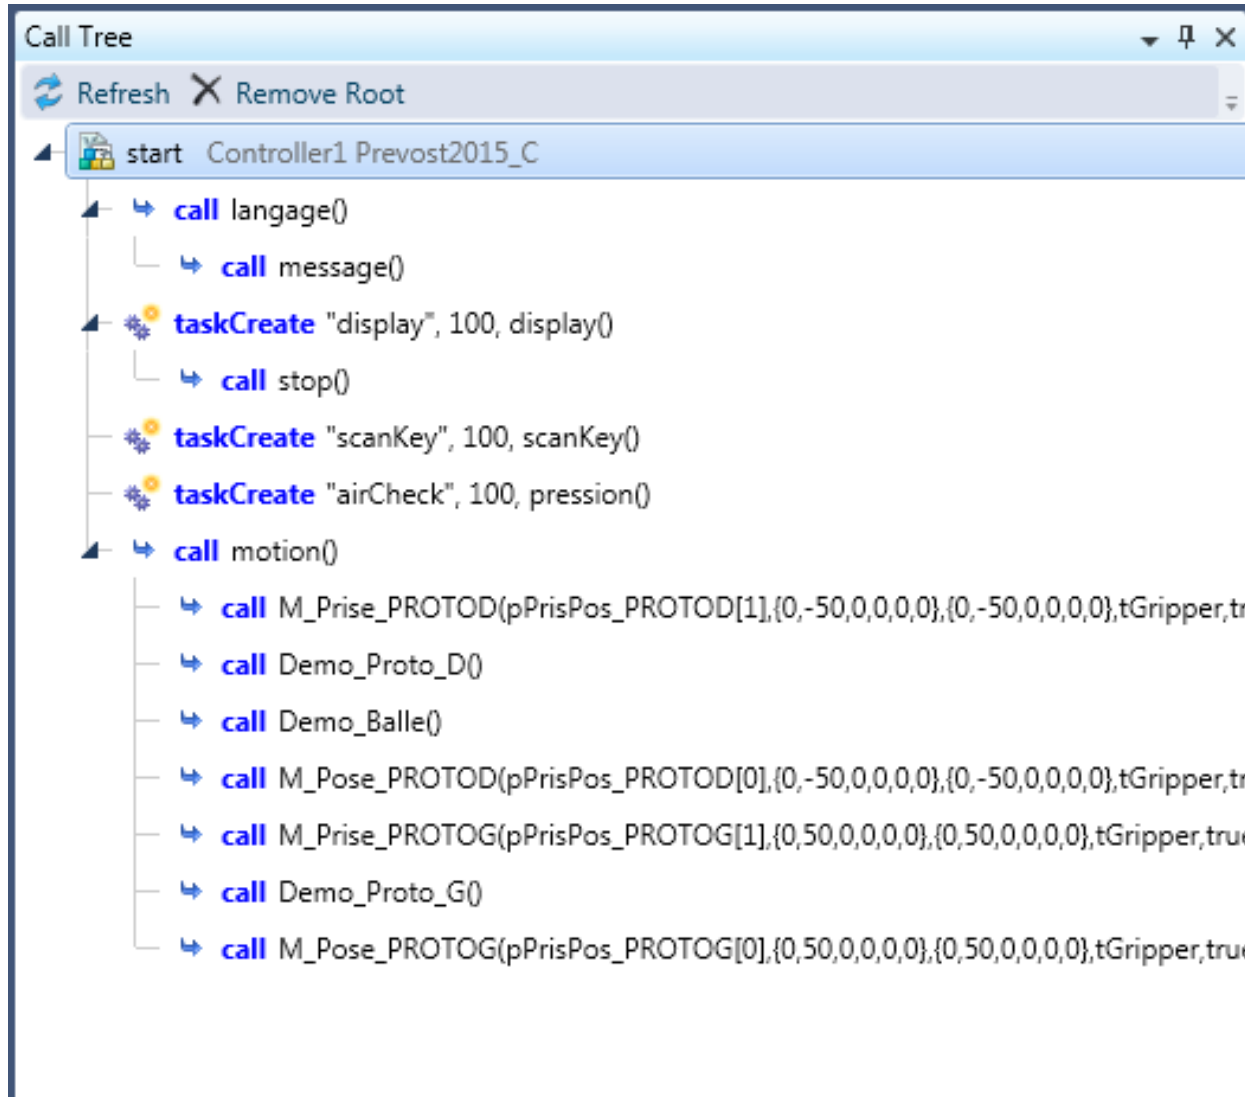 Call Tree
Refresh Remove Root
start Controller1 Prevost2015_C
call langage()
call message()
taskCreate "display", 100, display()
call stop()
taskCreate "scanKey", 100, scanKey()
taskCreate "airCheck", 100, pression()
call motion()
call M_Prise_PROTOD(pPrisPos_PROTOD[1],{0,-50,0,0,0,0},{0,-50,0,0,0,0},tGripper,tr
call Demo_Proto_D()
call Demo_Balle()
call M_Pose_PROTOD(pPrisPos_PROTOD[0],{0,-50,0,0,0,0},{0,-50,0,0,0,0},tGripper,tr
call M_Prise_PROTOG(pPrisPos_PROTOG[1],{0,50,0,0,0,0},{0,50,0,0,0,0},tGripper,true
call Demo_Proto_G()
call M_Pose_PROTOG(pPrisPos_PROTOG[0],{0,50,0,0,0,0},{0,50,0,0,0,0},tGripper,true